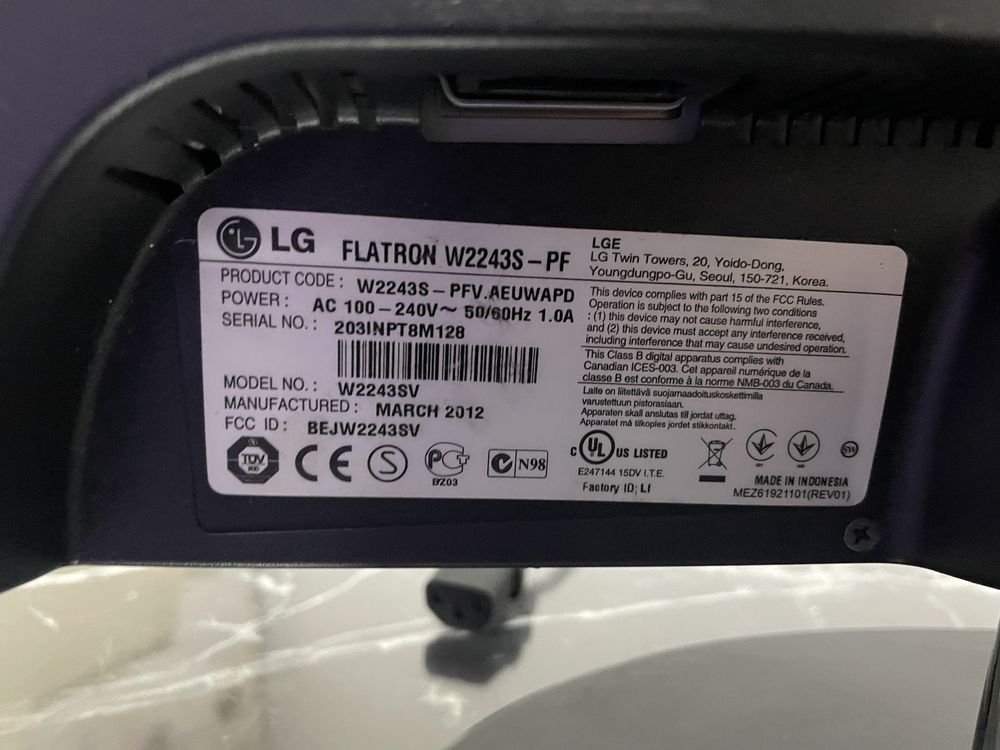 LG FLATRON W2243S-PF
PRODUCT CODE : W2243S-PFV.AEUWAPD
POWER : AC 100-240V~ 50/60Hz 1.0A
SERIAL NO. : 203INPT8M128
MODEL NO. : W2243SV
MANUFACTURED : MARCH 2012
FCC ID : BEJW2243SV
TÜV
CE
S
PCT
BZ03
N98
LGE
LG Twin Towers, 20, Yoido-Dong,
Youngdungpo-Gu, Seoul, 150-721, Korea.
This device complies with part 15 of the FCC Rules.
Operation is subject to the following two conditions
: (1) this device may not cause harmful interference,
and (2) this device must accept any interference received,
including interference that may cause undesired operation.
This Class B digital apparatus complies with
Canadian ICES-003. Cet appareil numérique de la
classe B est conforme à la norme NMB-003 du Canada.
Laite on liitettävä suojamaadoituskoskettimilla
varustettuun pistorasiaan.
Apparaten skall anslutas till jordat uttag.
Apparatet må tilkoples jordet stikkontakt.
C UL US LISTED
E247144 15DV I.T.E.
Factory ID: LI
SW
MADE IN INDONESIA
MEZ61921101(REV01)